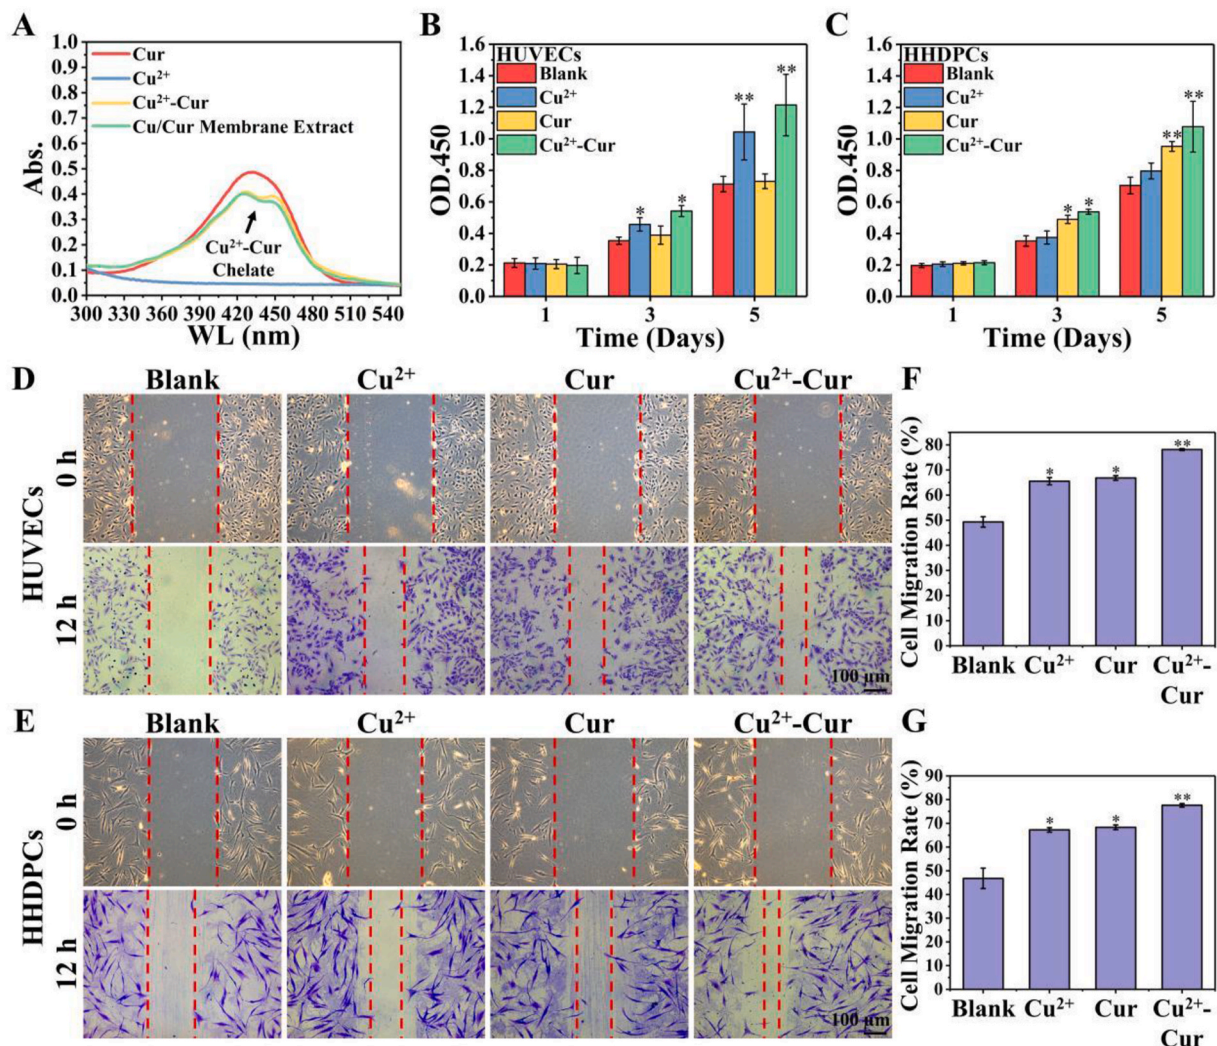 A
1.0
0.9
0.8
0.7
0.6
0.5
0.4
0.3
0.2
0.1
0.0
Abs.
Cur
Cu²⁺
Cu²⁺-Cur
Cu/Cur Membrane Extract
Cu²⁺-Cur
Chelate
300 330 360 390 420 450 480 510 540
WL (nm)
B
1.6
1.4
1.2
1.0
0.8
0.6
0.4
0.2
0.0
OD.450
HUVECs
Blank
Cu²⁺
Cur
Cu²⁺-Cur
* *
** **
1 3 5
Time (Days)
C
1.6
1.4
1.2
1.0
0.8
0.6
0.4
0.2
0.0
OD.450
HHDPCs
Blank
Cu²⁺
Cur
Cu²⁺-Cur
* *
** **
1 3 5
Time (Days)
D
Blank Cu²⁺ Cur Cu²⁺-Cur
HUVECs
0 h
12 h
100 μm
E
Blank Cu²⁺ Cur Cu²⁺-Cur
HHDPCs
0 h
12 h
100 μm
F
Cell Migration Rate (%)
80
70
60
50
40
30
20
10
0
* * **
Blank Cu²⁺ Cur Cu²⁺-
Cur
G
Cell Migration Rate (%)
90
80
70
60
50
40
30
20
10
0
* * **
Blank Cu²⁺ Cur Cu²⁺-
Cur